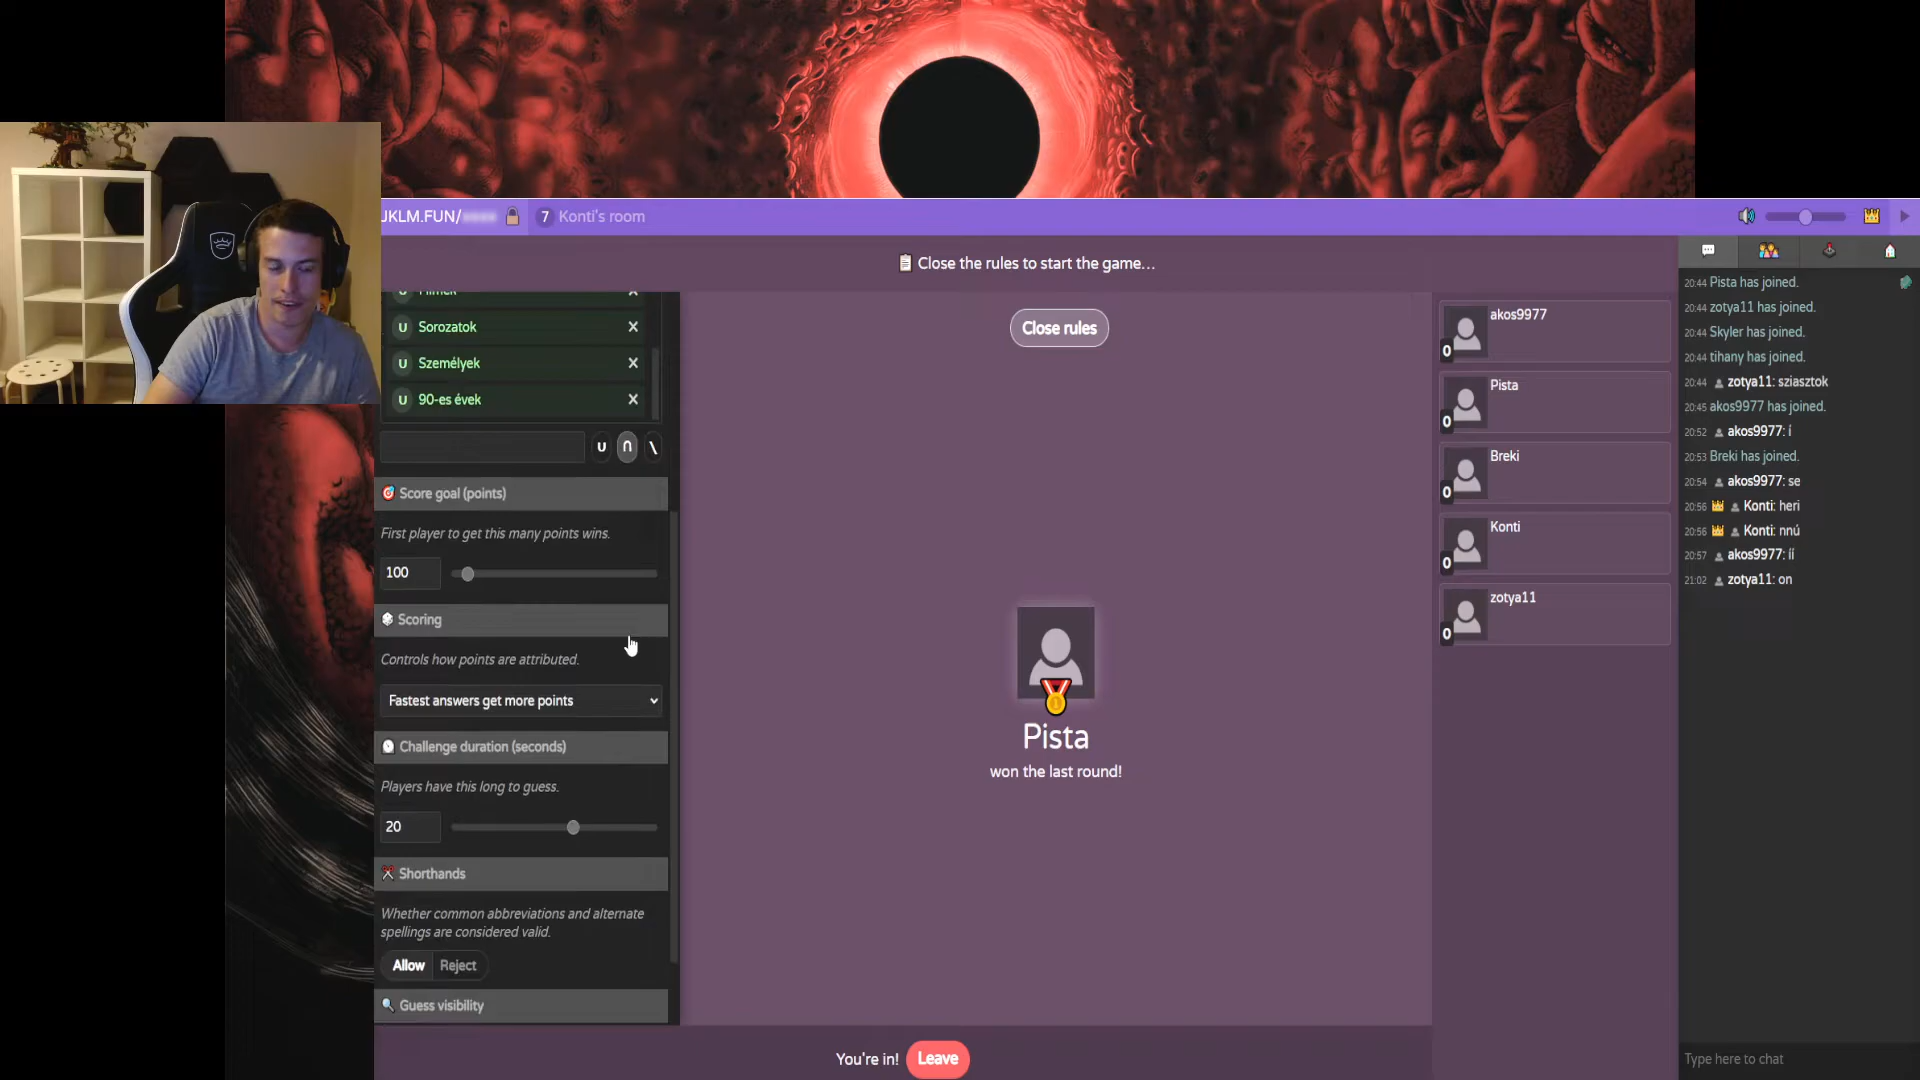 JKLM.FUN/
7 Konti's room
📋 Close the rules to start the game...
Filmek
U Sorozatok ✕
U Személyek ✕
U 90-es évek ✕
U ∩ \
Score goal (points)
First player to get this many points wins.
100
Scoring
Controls how points are attributed.
Fastest answers get more points
Challenge duration (seconds)
Players have this long to guess.
20
Shorthands
Whether common abbreviations and alternate
spellings are considered valid.
Allow Reject
Guess visibility
Close rules
Pista
won the last round!
You're in! Leave
akos9977
0
Pista
0
Breki
0
Konti
0
zotya11
0
20:44 Pista has joined.
20:44 zotya11 has joined.
20:44 Skyler has joined.
20:44 tihany has joined.
20:44 zotya11: sziasztok
20:45 akos9977 has joined.
20:52 akos9977: í
20:53 Breki has joined.
20:54 akos9977: se
20:56 Konti: heri
20:56 Konti: nnú
20:57 akos9977: íí
21:02 zotya11: on
Type here to chat